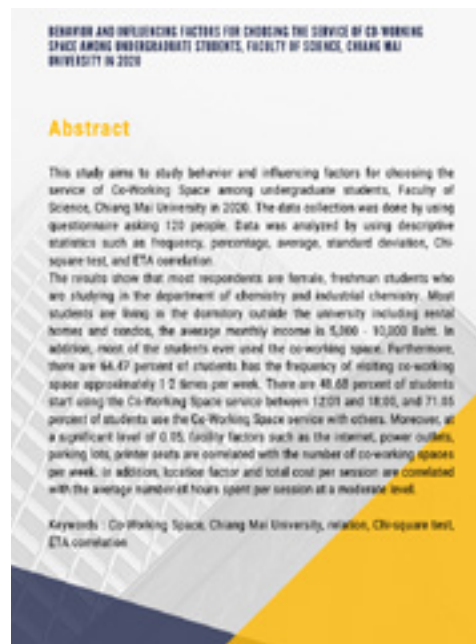 BEHAVIOR AND INFLUENCING FACTORS FOR CHOOSING THE SERVICE OF CO-WORKING
SPACE AMONG UNDERGRADUATE STUDENTS, FACULTY OF SCIENCE, CHIANG MAI
UNIVERSITY IN 2020
Abstract
This study aims to study behavior and influencing factors for choosing the
service of Co-Working Space among undergraduate students, Faculty of
Science, Chiang Mai University in 2020. The data collection was done by using
questionnaire asking 120 people. Data was analyzed by using descriptive
statistics such as frequency, percentage, average, standard deviation, Chi-
square test, and ETA correlation.
The results show that most respondents are female, freshman students who
are studying in the department of chemistry and industrial chemistry. Most
students are living in the dormitory outside the university including rental
homes and condos, the average monthly income is 5,000 - 10,000 Baht. In
addition, most of the students ever used the co-working space. Furthermore,
there are 64.47 percent of students has the frequency of visiting co-working
space approximately 1-2 times per week. There are 48.68 percent of students
start using the Co-Working Space service between 12:01 and 18:00, and 71.05
percent of students use the Co-Working Space service with others. Moreover, at
a significant level of 0.05, facility factors such as the internet, power outlets,
parking lots, printer seats are correlated with the number of co-working spaces
per week. In addition, location factor and total cost per session are correlated
with the average number of hours spent per session at a moderate level.
Keywords : Co-Working Space, Chiang Mai University, relation, Chi-square test,
ETA correlation